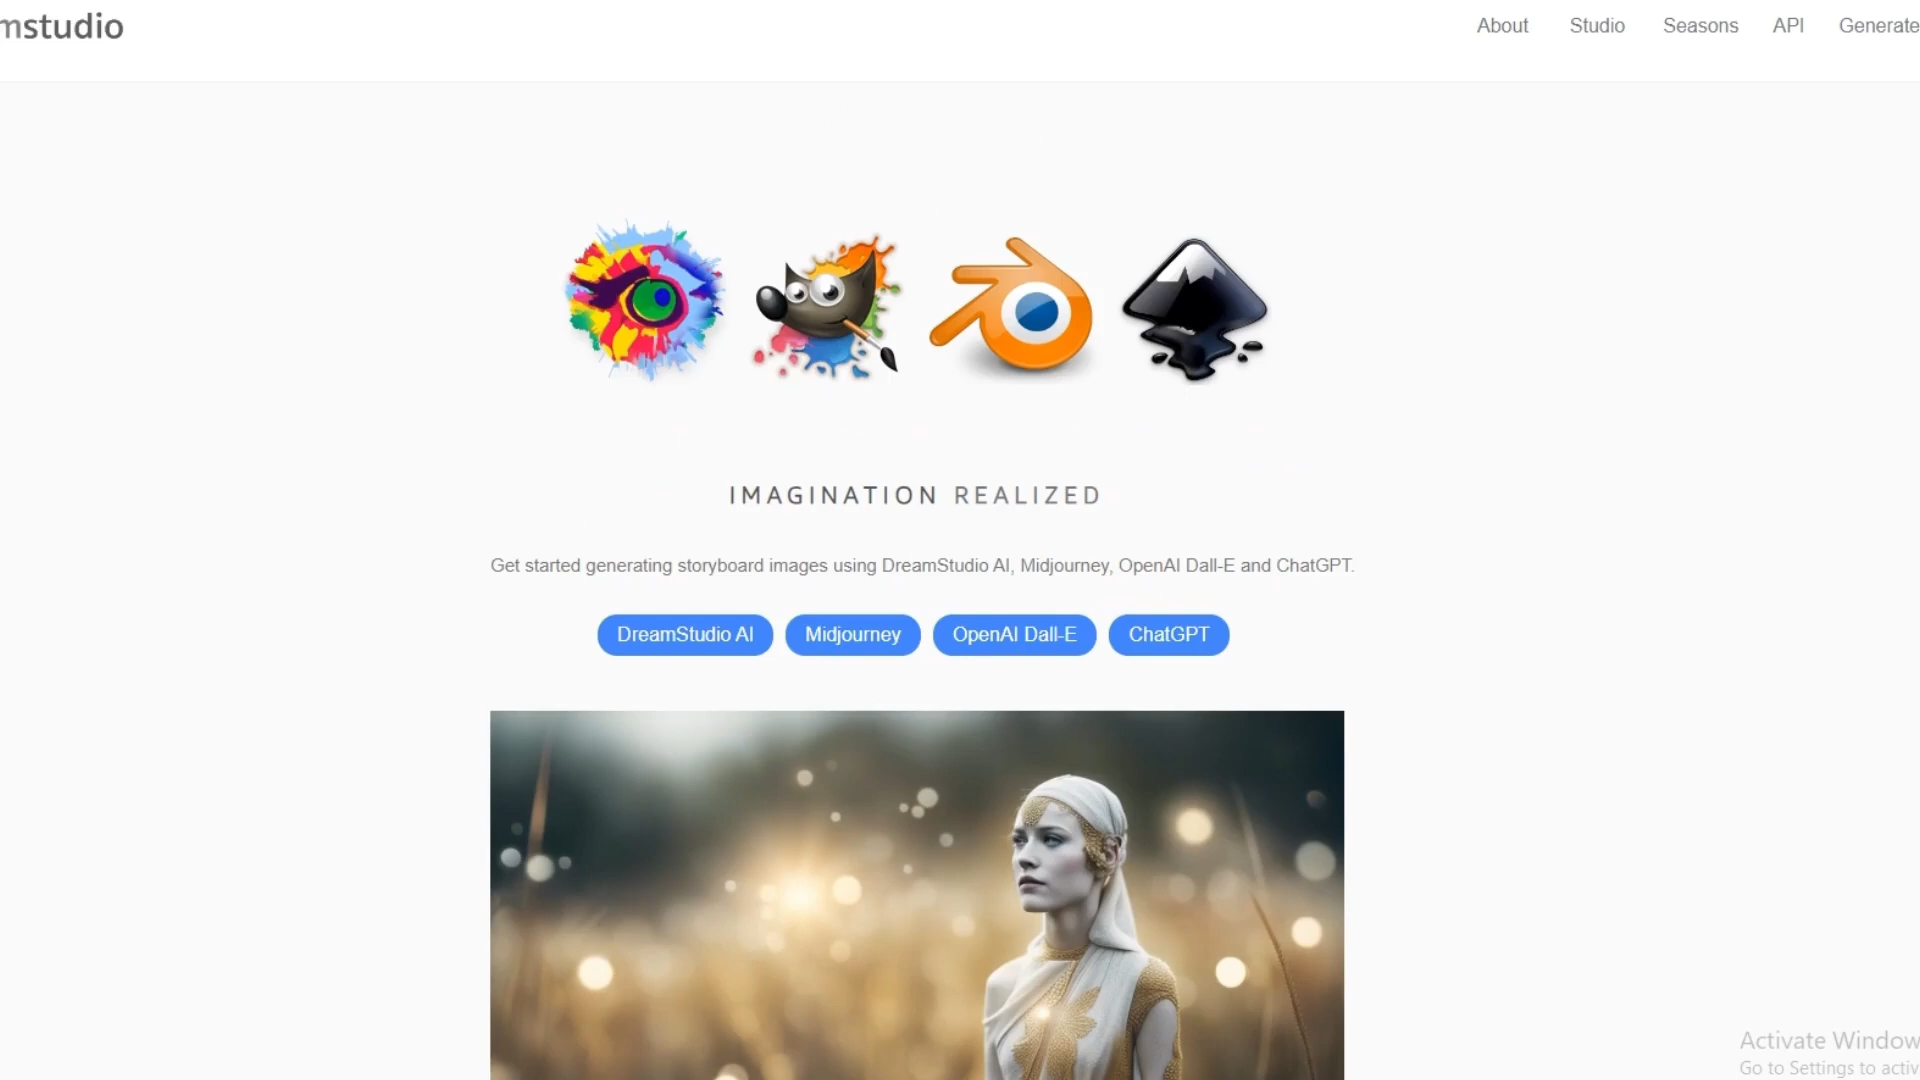 mstudio
About Studio Seasons API Generate
IMAGINATION REALIZED
Get started generating storyboard images using DreamStudio AI, Midjourney, OpenAI Dall-E and ChatGPT.
DreamStudio AI Midjourney OpenAI Dall-E ChatGPT
Activate Window
Go to Settings to activ